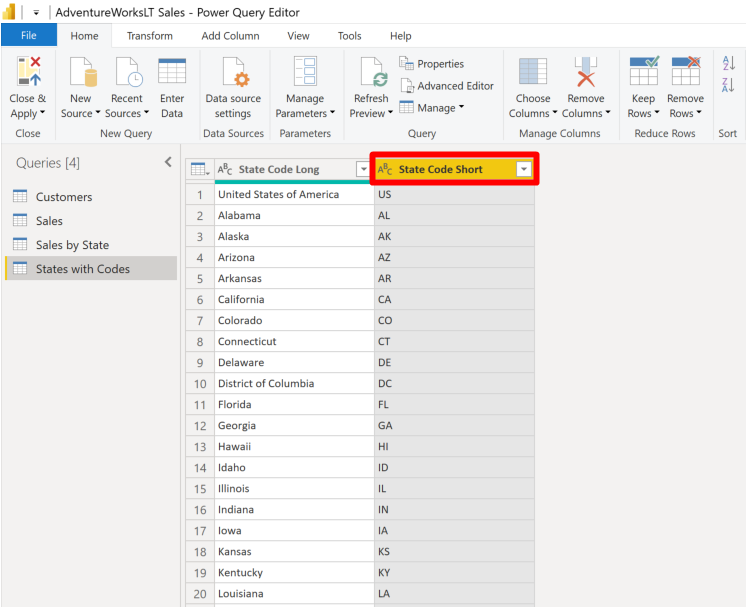 AdventureWorksLT Sales - Power Query Editor
File Home Transform Add Column View Tools Help
Close & Apply
New Source
Recent Sources
Enter Data
Data source settings
Manage Parameters
Refresh Preview
Properties
Advanced Editor
Manage
Choose Columns
Remove Columns
Keep Rows
Remove Rows
Close New Query Data Sources Parameters Query Manage Columns Reduce Rows Sort
Queries [4]
Customers
Sales
Sales by State
States with Codes
ABC State Code Long ABC State Code Short
1 United States of America US
2 Alabama AL
3 Alaska AK
4 Arizona AZ
5 Arkansas AR
6 California CA
7 Colorado CO
8 Connecticut CT
9 Delaware DE
10 District of Columbia DC
11 Florida FL
12 Georgia GA
13 Hawaii HI
14 Idaho ID
15 Illinois IL
16 Indiana IN
17 Iowa IA
18 Kansas KS
19 Kentucky KY
20 Louisiana LA